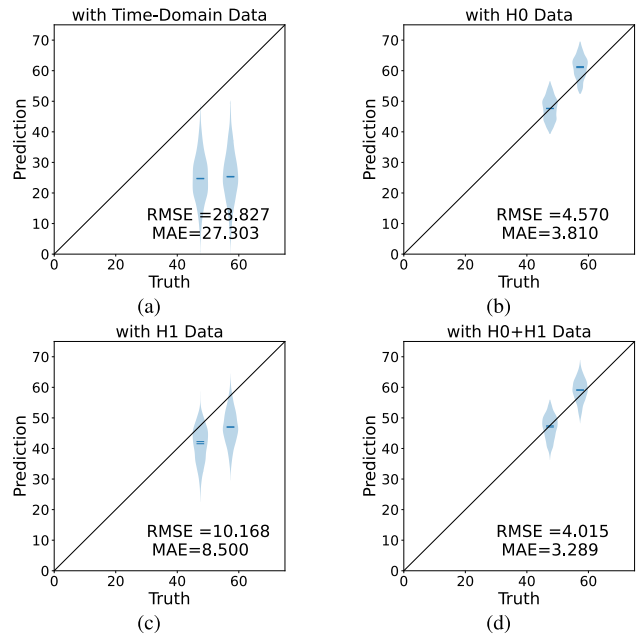 with Time-Domain Data
70
60
50
40
30
20
10
0
Prediction
RMSE =28.827
MAE=27.303
0 20 40 60
Truth
(a)
with H0 Data
70
60
50
40
30
20
10
0
Prediction
RMSE =4.570
MAE=3.810
0 20 40 60
Truth
(b)
with H1 Data
70
60
50
40
30
20
10
0
Prediction
RMSE =10.168
MAE=8.500
0 20 40 60
Truth
(c)
with H0+H1 Data
70
60
50
40
30
20
10
0
Prediction
RMSE =4.015
MAE=3.289
0 20 40 60
Truth
(d)